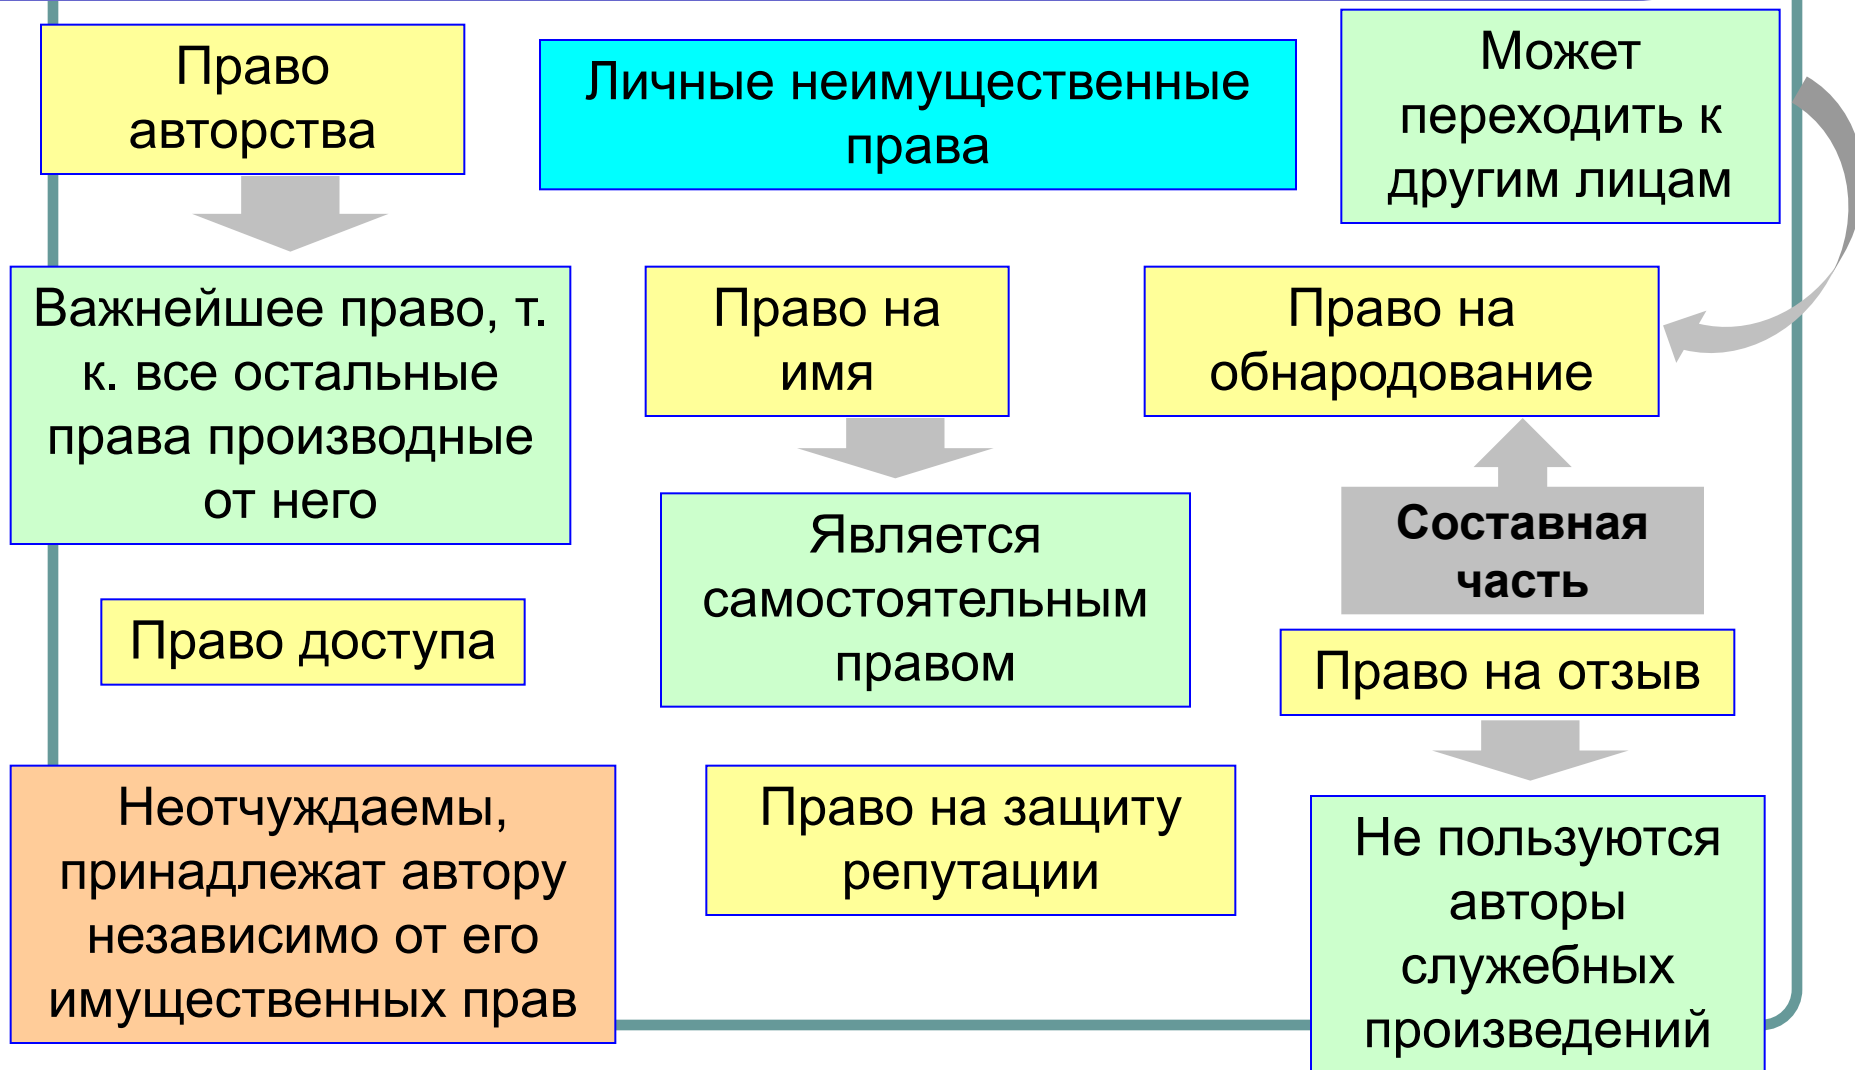 Право
авторства
Личные неимущественные
права
Может
переходить к
другим лицам
Важнейшее право, т.
к. все остальные
права производные
от него
Право на
имя
Право на
обнародование
Является
самостоятельным
правом
Составная
часть
Право доступа
Право на отзыв
Неотчуждаемы,
принадлежат автору
независимо от его
имущественных прав
Право на защиту
репутации
Не пользуются
авторы
служебных
произведений